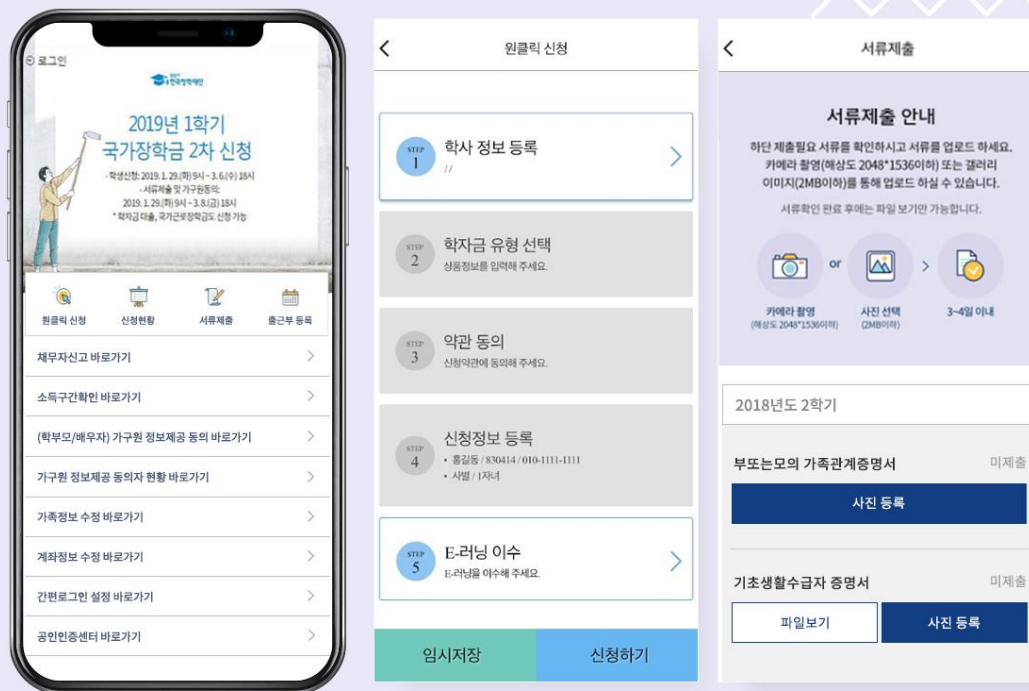 로그인
한국장학재단
2019년 1학기
국가장학금 2차 신청
· 학생신청: 2019. 1. 29.(화) 9시 ~ 3. 6.(수) 18시
- 서류제출 및 가구원동의:
2019. 1. 29.(화) 9시 ~ 3. 8.(금) 18시
* 학자금 대출, 국가근로장학금도 신청 가능
원클릭 신청
신청현황
서류제출
출근부 등록
채무자신고 바로가기
소득구간확인 바로가기
(학부모/배우자) 가구원 정보제공 동의 바로가기
가구원 정보제공 동의자 현황 바로가기
가족정보 수정 바로가기
계좌정보 수정 바로가기
간편로그인 설정 바로가기
공인인증센터 바로가기
원클릭 신청
STEP
1
학사 정보 등록
//
STEP
2
학자금 유형 선택
상품정보를 입력해 주세요.
STEP
3
약관 동의
신청약관에 동의해 주세요.
STEP
4
신청정보 등록
• 홍길동 / 830414 / 010-1111-1111
• 사별 / 1자녀
STEP
5
E-러닝 이수
E-러닝을 이수해 주세요.
임시저장
신청하기
서류제출
서류제출 안내
하단 제출필요 서류를 확인하시고 서류를 업로드 하세요.
카메라 촬영(해상도 2048*1536이하) 또는 갤러리
이미지(2MB이하)를 통해 업로드 하실 수 있습니다.
서류확인 완료 후에는 파일 보기만 가능합니다.
or
카메라 촬영
(해상도 2048*1536이하)
사진 선택
(2MB이하)
3~4일 이내
2018년도 2학기
부또는모의 가족관계증명서
미제출
사진 등록
기초생활수급자 증명서
미제출
파일보기
사진 등록